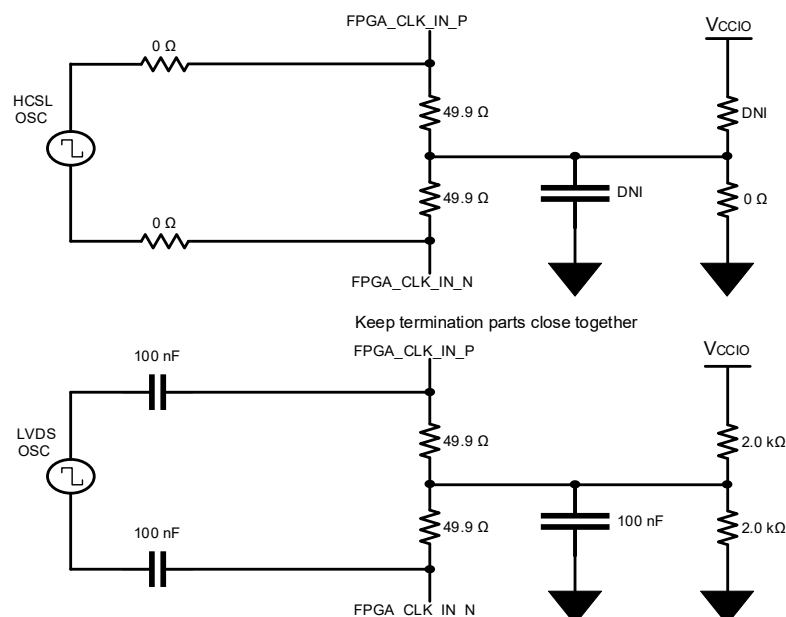 FPGA_CLK_IN_P
VCCIO
0 Ω
HCSL
OSC
49.9 Ω
DNI
49.9 Ω
DNI
0 Ω
0 Ω
FPGA_CLK_IN_N
Keep termination parts close together
FPGA_CLK_IN_P
VCCIO
100 nF
LVDS
OSC
49.9 Ω
2.0 kΩ
100 nF
49.9 Ω
100 nF
2.0 kΩ
FPGA_CLK_IN_N